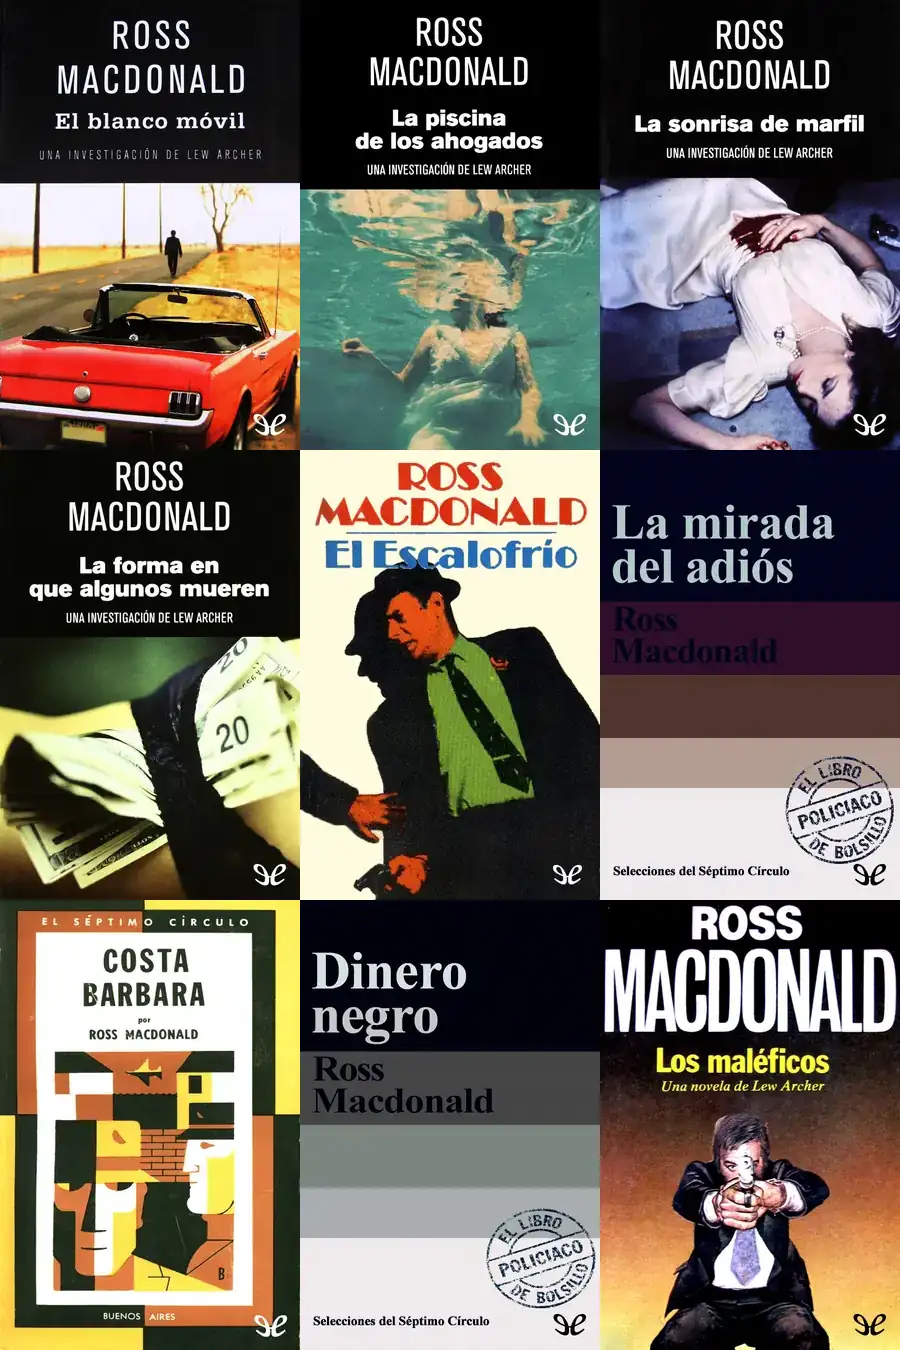 ROSS
MACDONALD
El blanco móvil
UNA INVESTIGACIÓN DE LEW ARCHER
ROSS
MACDONALD
La piscina
de los ahogados
UNA INVESTIGACIÓN DE LEW ARCHER
ROSS
MACDONALD
La sonrisa de marfil
UNA INVESTIGACIÓN DE LEW ARCHER
ROSS
MACDONALD
La forma en
que algunos mueren
UNA INVESTIGACIÓN DE LEW ARCHER
20
20
ROSS
MACDONALD
El Escalofrío
La mirada
del adiós
Ross
Macdonald
EL LIBRO
POLICIACO
DE BOLSILLO
Selecciones del Séptimo Círculo
EL SÉPTIMO CÍRCULO
COSTA
BARBARA
por
ROSS MACDONALD
B
BUENOS AIRES
Dinero
negro
Ross
Macdonald
EL LIBRO
POLICIACO
DE BOLSILLO
Selecciones del Séptimo Círculo
ROSS
MACDONALD
Los maléficos
Una novela de Lew Archer